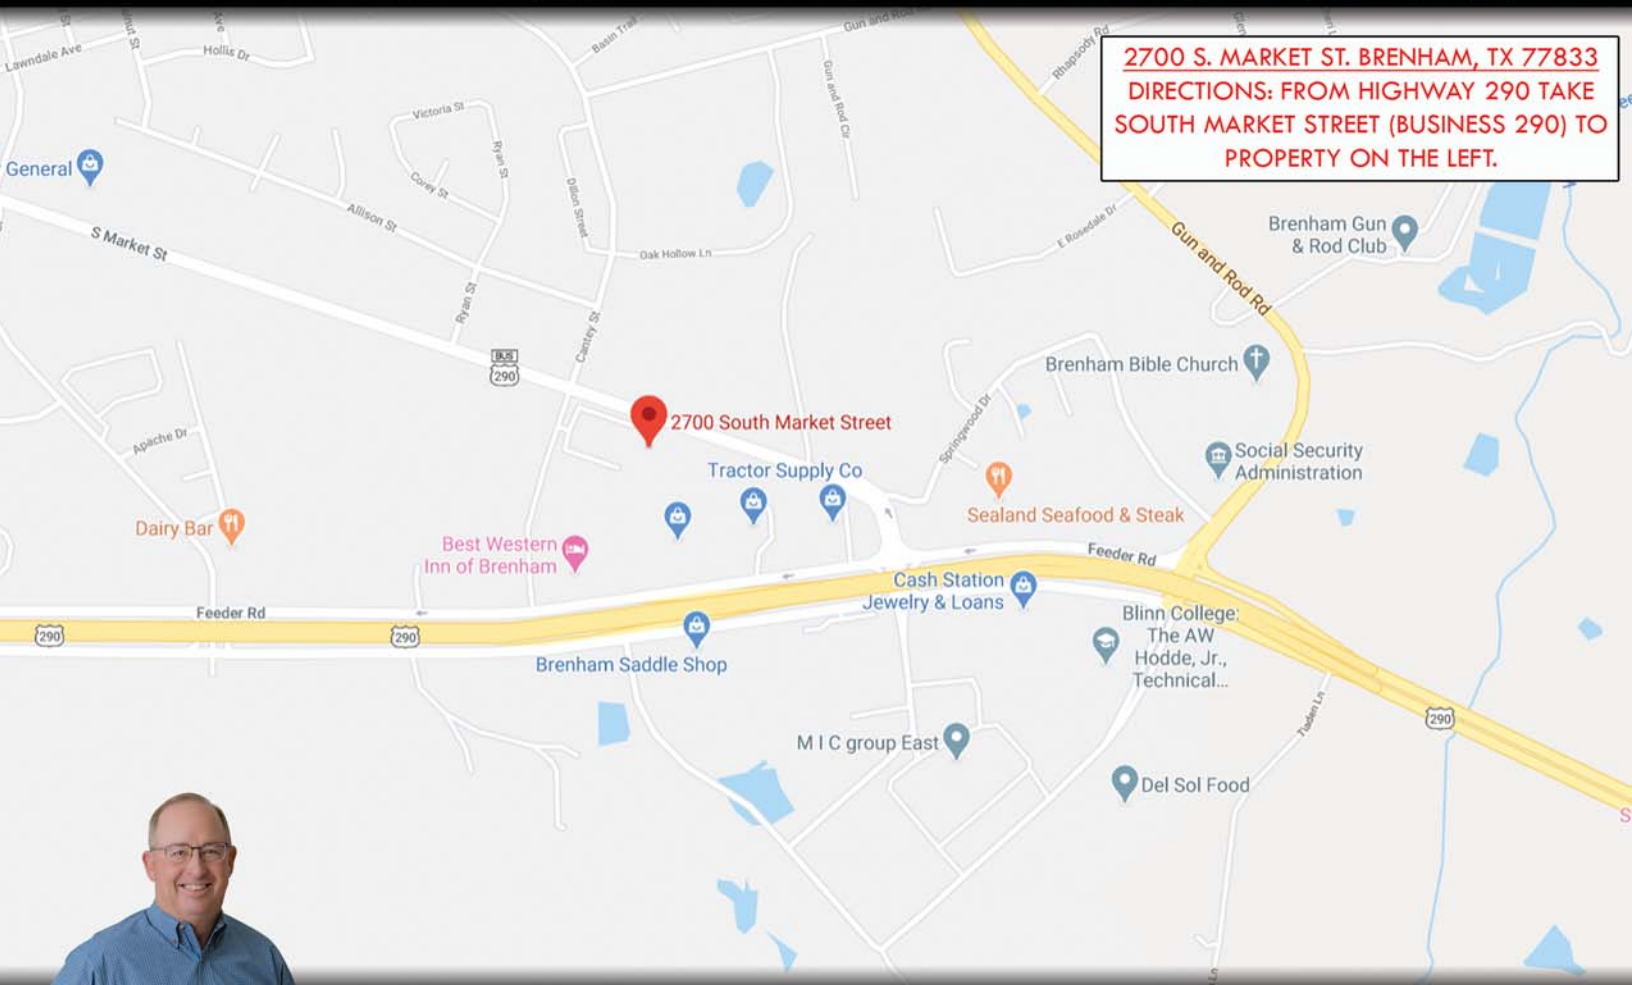 2700 S. MARKET ST. BRENHAM, TX 77833
DIRECTIONS: FROM HIGHWAY 290 TAKE
SOUTH MARKET STREET (BUSINESS 290) TO
PROPERTY ON THE LEFT.
Lawndale Ave
Hollis Dr
Basin Trail
Gun and Rod
Rhapsody Rd
Gun and Rod Cir
Victoria St
Ryan St
Corey St
Dillon Street
General
Allison St
S Market St
Oak Hollow Ln
E Rosedale Dr
Brenham Gun
& Rod Club
Gun and Rod Rd
Ryan St
Cantey St
BUS
290
Brenham Bible Church
2700 South Market Street
Springwood Dr
Apache Dr
Social Security
Administration
Tractor Supply Co
Sealand Seafood & Steak
Dairy Bar
Best Western
Inn of Brenham
Feeder Rd
Cash Station
Jewelry & Loans
Feeder Rd
290
290
Blinn College:
The AW
Hodde, Jr.,
Technical...
Brenham Saddle Shop
290
M I C group East
Del Sol Food
S
Ln